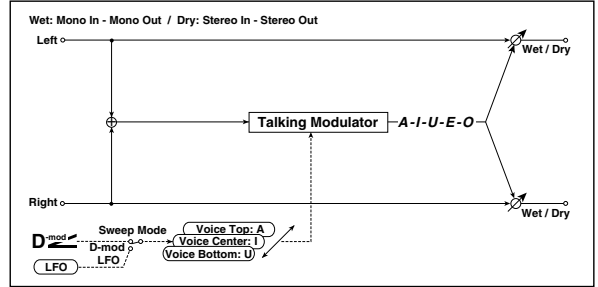 Wet: Mono In - Mono Out / Dry: Stereo In - Stereo Out
Left
Wet / Dry
Talking Modulator
A-I-U-E-O
Right
Wet / Dry
Sweep Mode
Voice Top: A
D-mod
D-mod
Voice Center: I
LFO
Voice Bottom: U
LFO